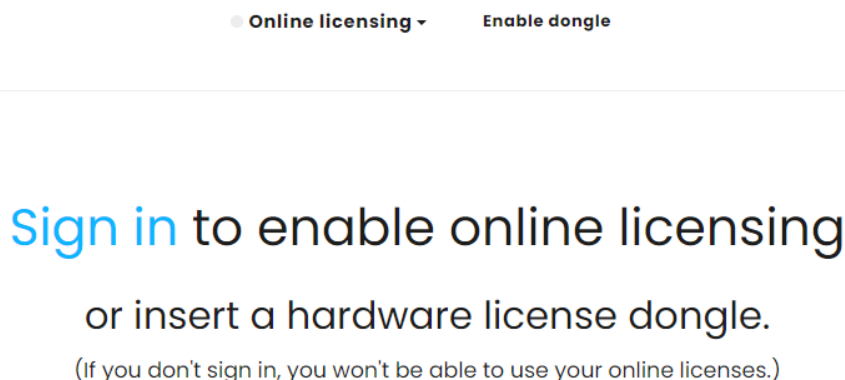 Online licensing Enable dongle
Sign in to enable online licensing
or insert a hardware license dongle.
(If you don't sign in, you won't be able to use your online licenses.)